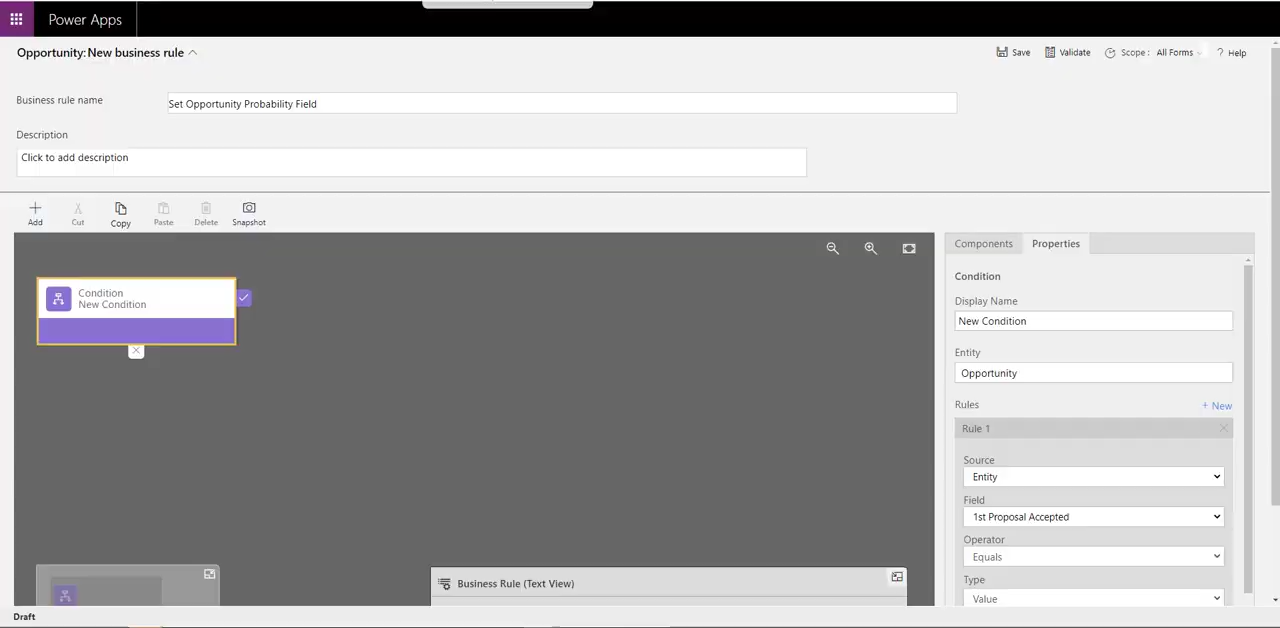 Power Apps
Opportunity: New business rule
Save
Validate
Scope :
All Forms
? Help
Business rule name
Set Opportunity Probability Field
Description
Click to add description
Add
Cut
Copy
Paste
Delete
Snapshot
Components
Properties
Condition
New Condition
Condition
Display Name
New Condition
Entity
Opportunity
Rules
+ New
Rule 1
Source
Entity
Field
1st Proposal Accepted
Operator
Equals
Type
Value
Business Rule (Text View)
Draft